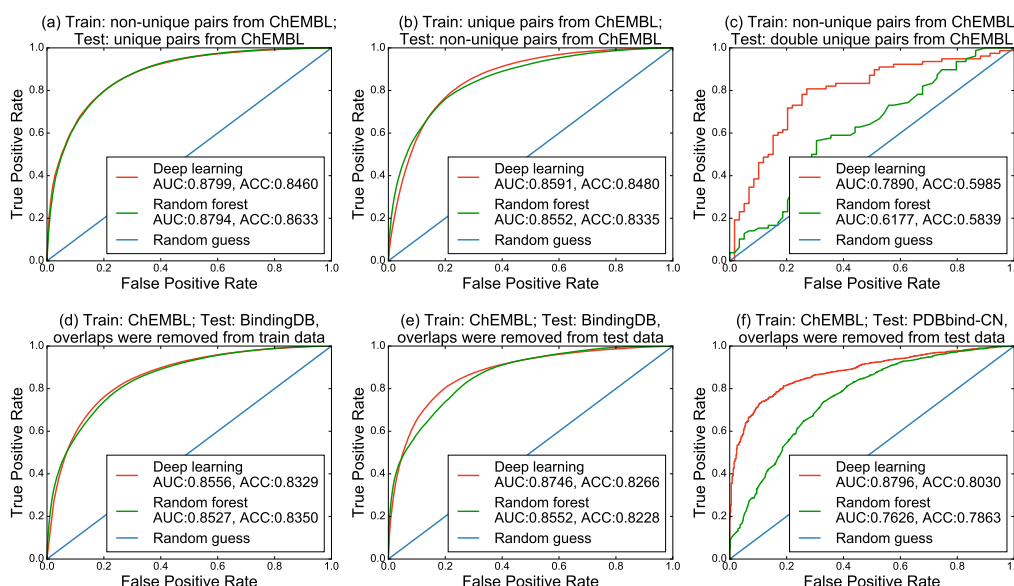 (a) Train: non-unique pairs from ChEMBL;
Test: unique pairs from ChEMBL
1.0
0.8
0.6
0.4
0.2
0.0
True Positive Rate
Deep learning
AUC:0.8799, ACC:0.8460
Random forest
AUC:0.8794, ACC:0.8633
Random guess
0.0 0.2 0.4 0.6 0.8 1.0
False Positive Rate
(b) Train: unique pairs from ChEMBL;
Test: non-unique pairs from ChEMBL
1.0
0.8
0.6
0.4
0.2
0.0
True Positive Rate
Deep learning
AUC:0.8591, ACC:0.8480
Random forest
AUC:0.8552, ACC:0.8335
Random guess
0.0 0.2 0.4 0.6 0.8 1.0
False Positive Rate
(c) Train: non-unique pairs from ChEMBL
Test: double unique pairs from ChEMBL
1.0
0.8
0.6
0.4
0.2
0.0
True Positive Rate
Deep learning
AUC:0.7890, ACC:0.5985
Random forest
AUC:0.6177, ACC:0.5839
Random guess
0.0 0.2 0.4 0.6 0.8 1.0
False Positive Rate
(d) Train: ChEMBL; Test: BindingDB,
overlaps were removed from train data
1.0
0.8
0.6
0.4
0.2
0.0
True Positive Rate
Deep learning
AUC:0.8556, ACC:0.8329
Random forest
AUC:0.8527, ACC:0.8350
Random guess
0.0 0.2 0.4 0.6 0.8 1.0
False Positive Rate
(e) Train: ChEMBL; Test: BindingDB,
overlaps were removed from test data
1.0
0.8
0.6
0.4
0.2
0.0
True Positive Rate
Deep learning
AUC:0.8746, ACC:0.8266
Random forest
AUC:0.8552, ACC:0.8228
Random guess
0.0 0.2 0.4 0.6 0.8 1.0
False Positive Rate
(f) Train: ChEMBL; Test: PDBbind-CN,
overlaps were removed from test data
1.0
0.8
0.6
0.4
0.2
0.0
True Positive Rate
Deep learning
AUC:0.8796, ACC:0.8030
Random forest
AUC:0.7626, ACC:0.7863
Random guess
0.0 0.2 0.4 0.6 0.8 1.0
False Positive Rate